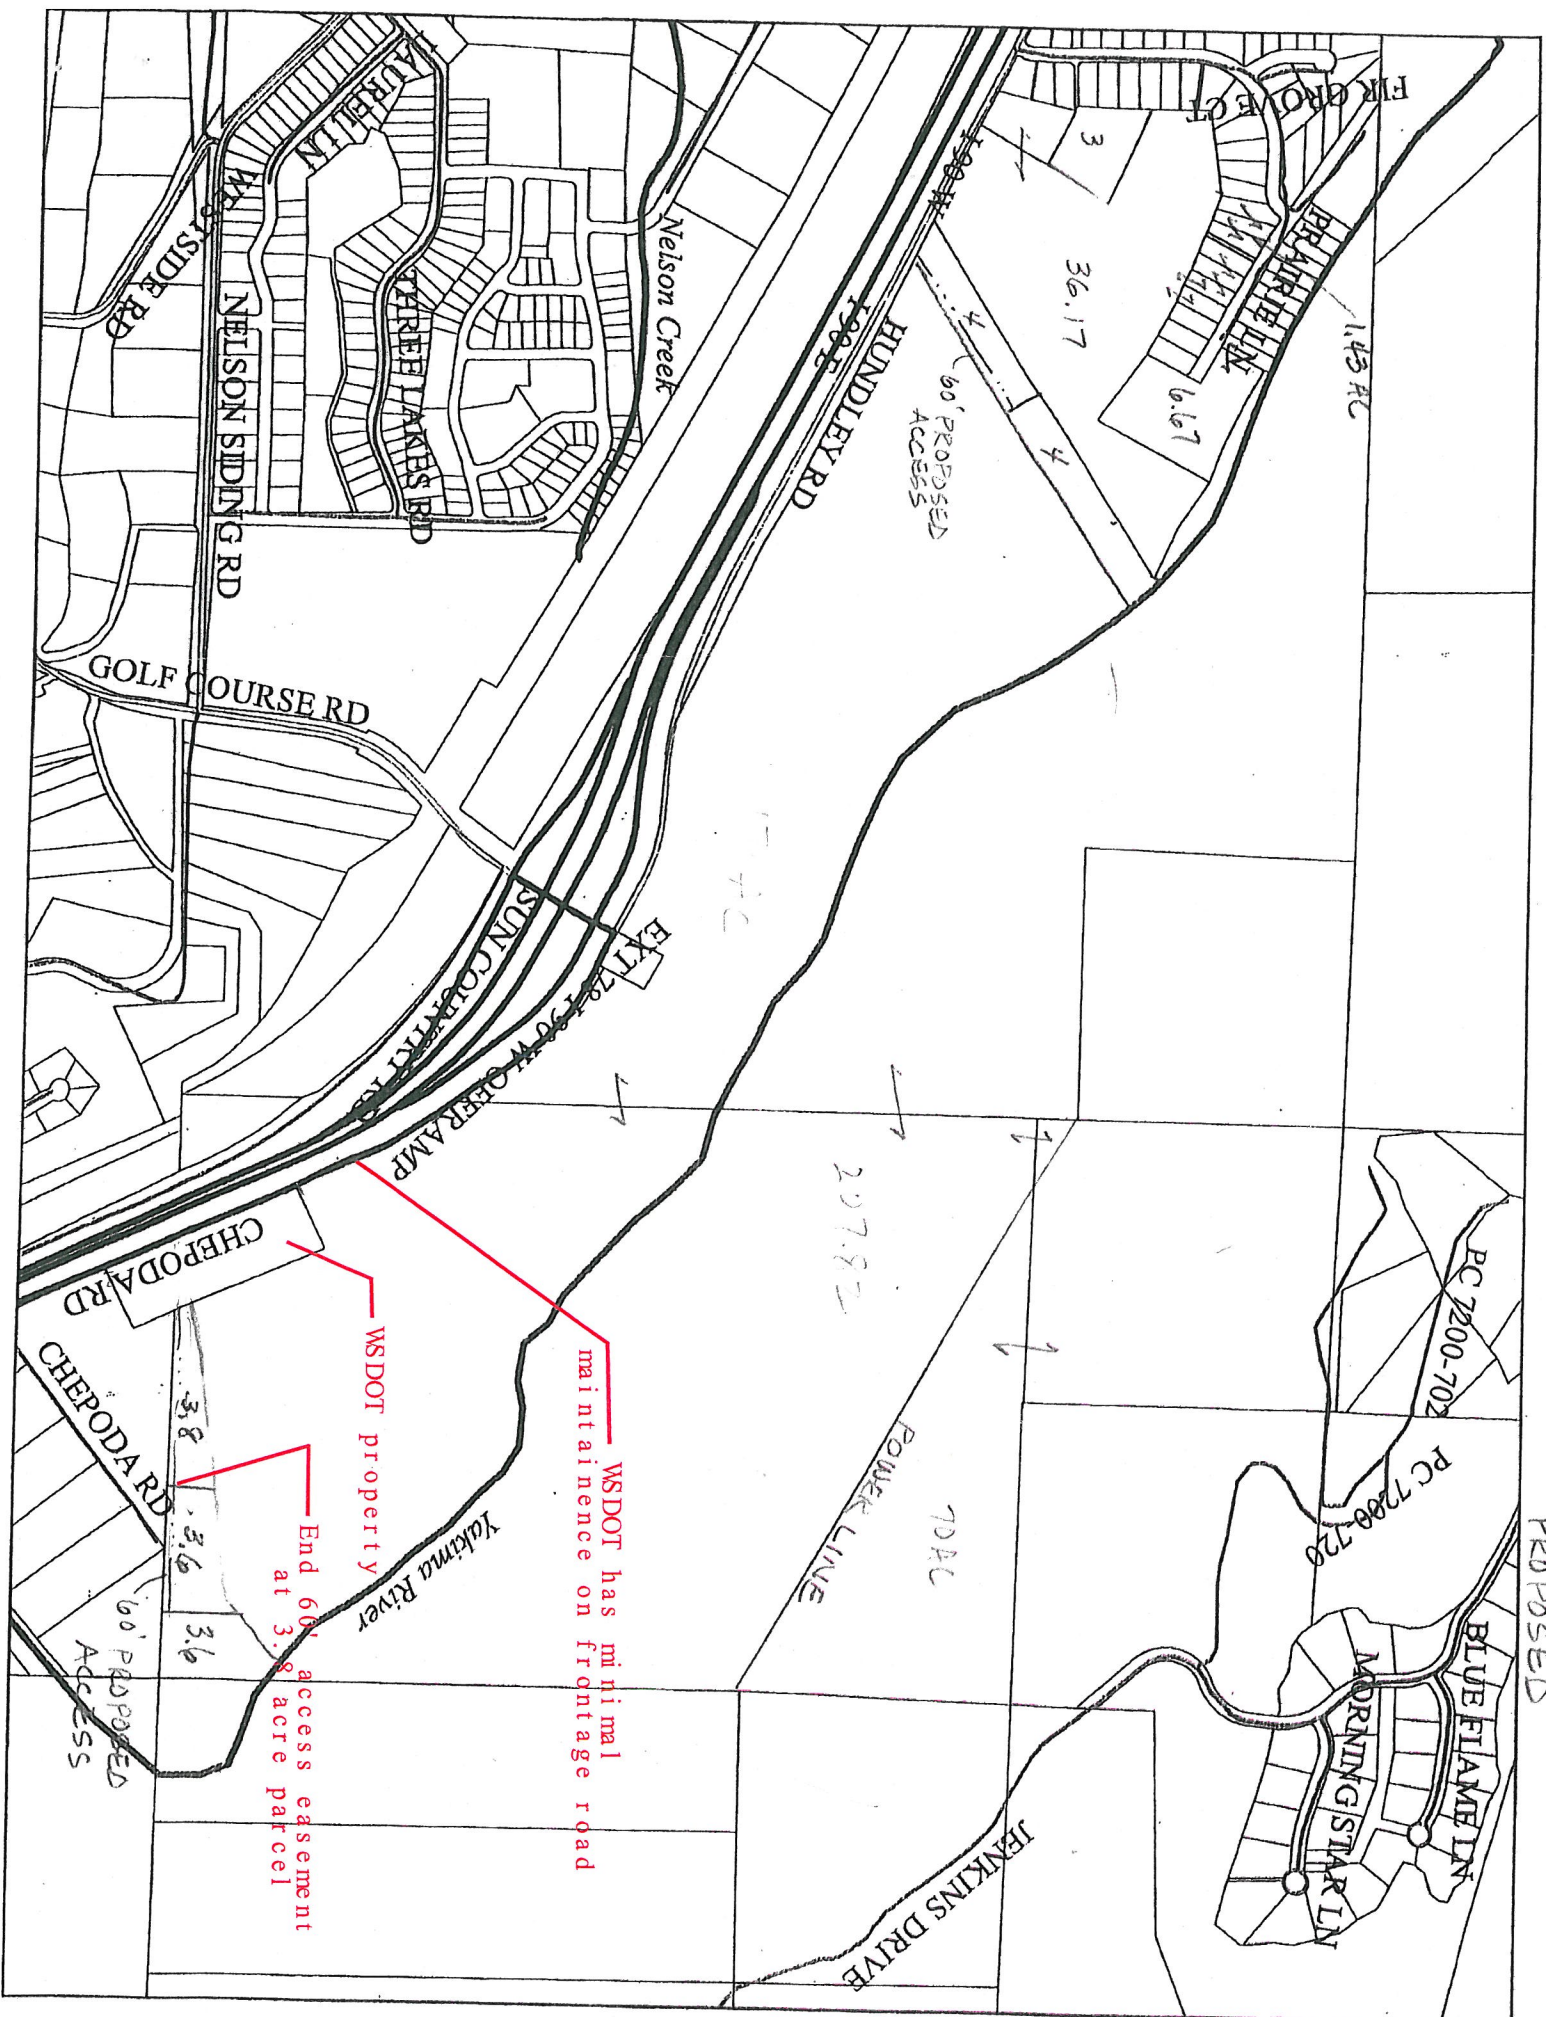 PROPOSED
FIR GROVE CT
PRAIRIE LN
1.43 AC
6.67
3
36.17
4
4
60' PROPOSED
ACCESS
I-90 W
I-90 E
HUNDLEY RD
Nelson Creek
LAUREL LN
WESTSIDE RD
THREE LAKES RD
NELSON SIDING RD
GOLF COURSE RD
SUN COUNTRY RD
EXT 78 I-90 W OFF RAMP
207.82
POWER LINE
70 AC
PC 7200-702
PC 7200-720
BLUE FLAME LN
MORNING STAR LN
JENKINS DRIVE
Yakima River
WSDOT has minimal
maintainence on frontage road
WSDOT property
End 60' access easement
at 3.8 acre parcel
CHEPODA RD
CHEPODA RD
3.8
3.6
3.6
60' PROPOSED
ACCESS